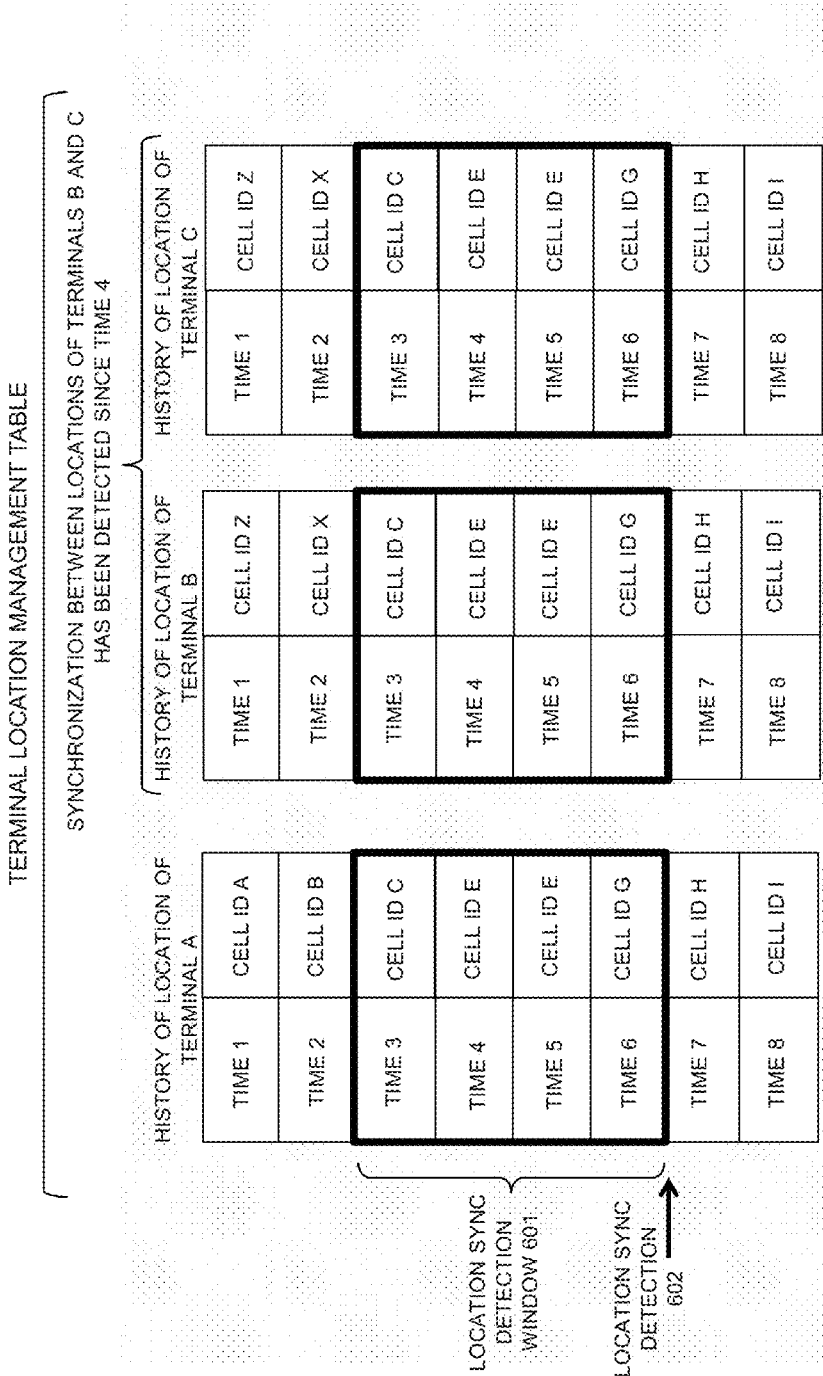 TERMINAL LOCATION MANAGEMENT TABLE
SYNCHRONIZATION BETWEEN LOCATIONS OF TERMINALS B AND C
HAS BEEN DETECTED SINCE TIME 4
HISTORY OF LOCATION OF
TERMINAL A
TIME 1 CELL ID A
TIME 2 CELL ID B
TIME 3 CELL ID C
TIME 4 CELL ID E
TIME 5 CELL ID E
TIME 6 CELL ID G
TIME 7 CELL ID H
TIME 8 CELL ID I
HISTORY OF LOCATION OF
TERMINAL B
TIME 1 CELL ID Z
TIME 2 CELL ID X
TIME 3 CELL ID C
TIME 4 CELL ID E
TIME 5 CELL ID E
TIME 6 CELL ID G
TIME 7 CELL ID H
TIME 8 CELL ID I
HISTORY OF LOCATION OF
TERMINAL C
TIME 1 CELL ID Z
TIME 2 CELL ID X
TIME 3 CELL ID C
TIME 4 CELL ID E
TIME 5 CELL ID E
TIME 6 CELL ID G
TIME 7 CELL ID H
TIME 8 CELL ID I
LOCATION SYNC
DETECTION
WINDOW 601
LOCATION SYNC
DETECTION
602